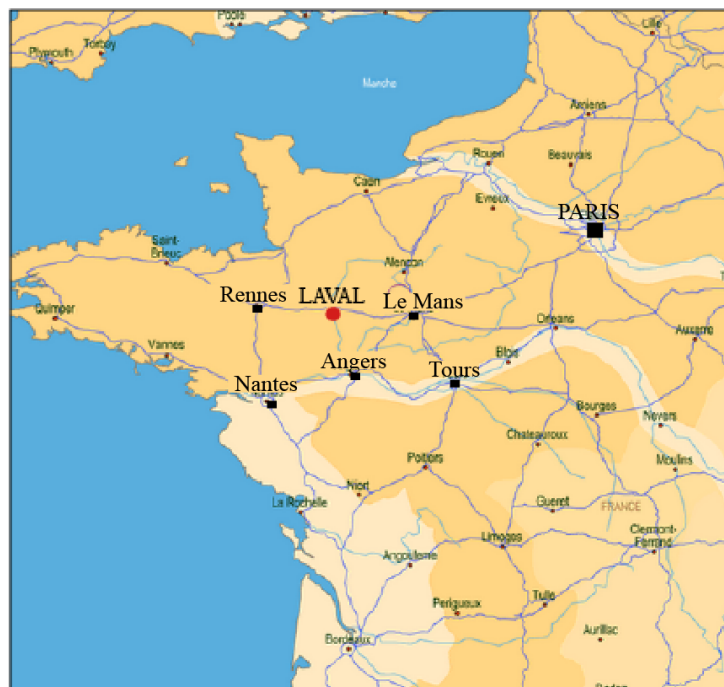 Poole
Lille
Torbay
Plymouth
Manche
Amiens
Rouen
Beauvais
Caen
Evreux
PARIS
Saint-
Brieuc
Alencon
Rennes
LAVAL
Le Mans
Quimper
Orleans
Auxerre
Vannes
Blois
Angers
Tours
Nantes
Bourges
Nevers
Chateauroux
Poitiers
Moulins
Niort
La Rochelle
Gueret
FRANCE
Clermont-
Ferrand
Limoges
Angouleme
Tulle
Perigueux
Aurillac
Bordeaux